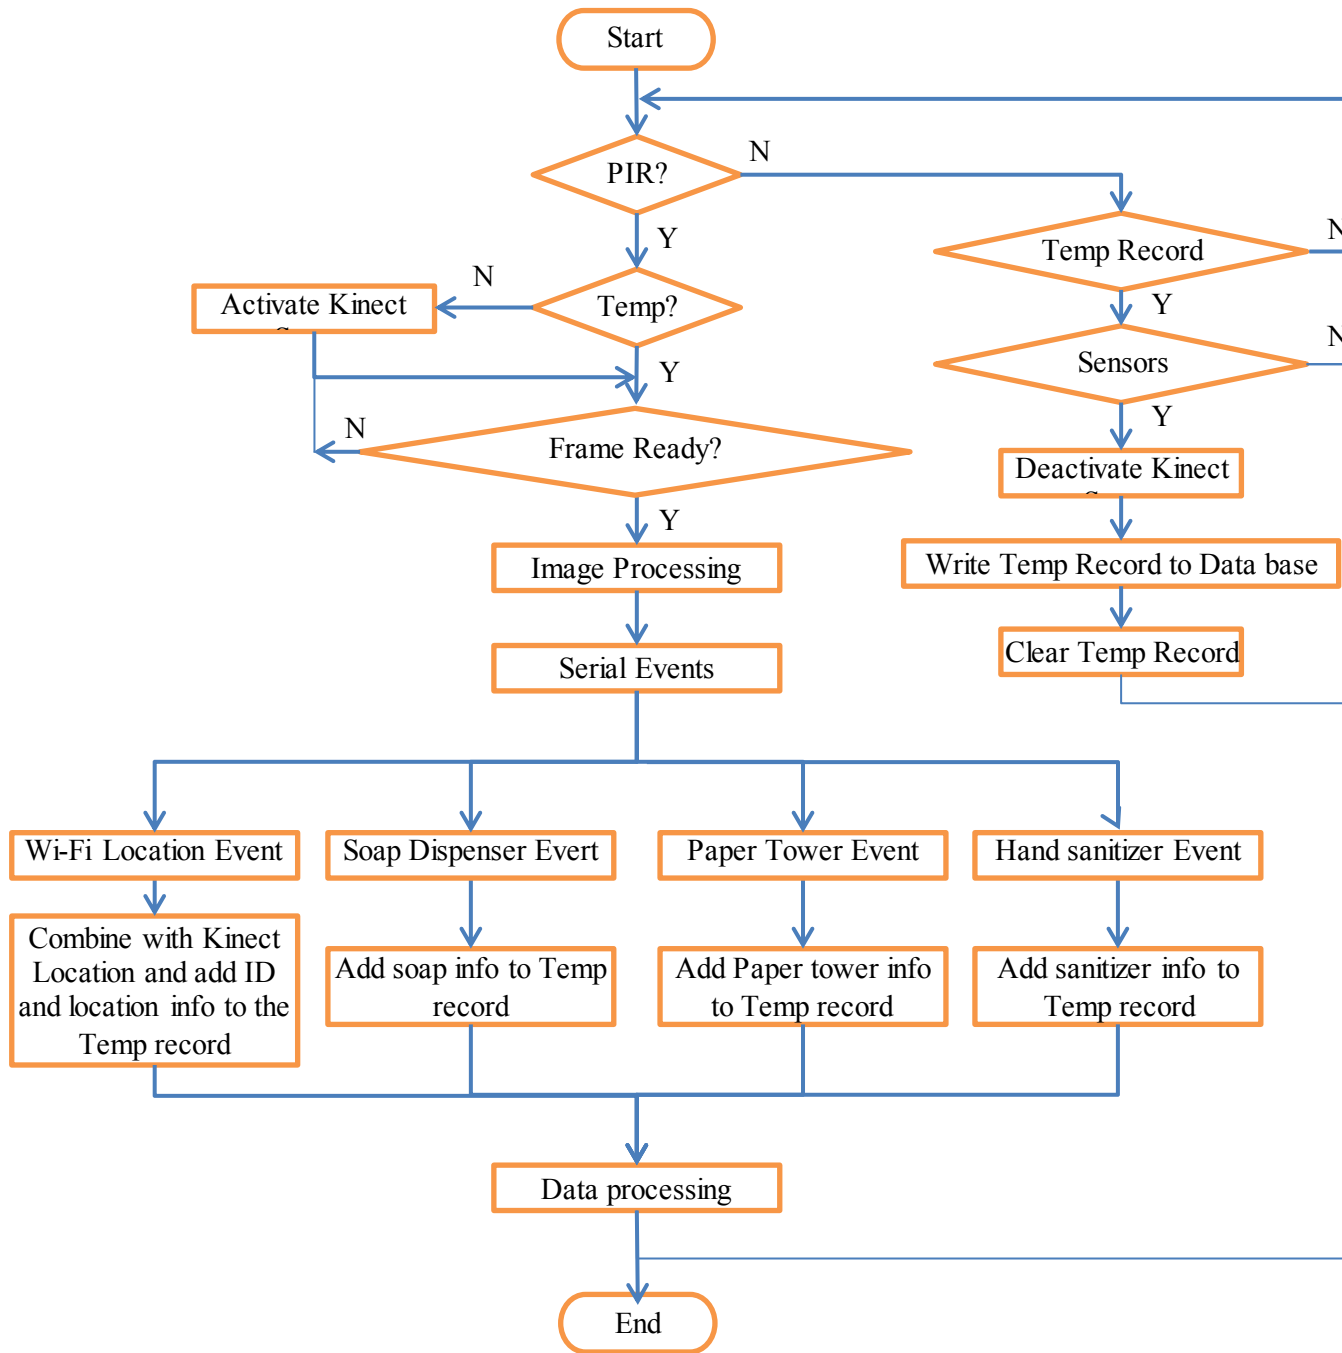 Start
PIR?
N
Y
Temp Record
N
Y
Temp?
N
Y
Activate Kinect
Sensors
N
Y
Frame Ready?
N
Y
Deactivate Kinect
Image Processing
Write Temp Record to Data base
Serial Events
Clear Temp Record
Wi-Fi Location Event
Soap Dispenser Evert
Paper Tower Event
Hand sanitizer Event
Combine with Kinect
Location and add ID
and location info to the
Temp record
Add soap info to Temp
record
Add Paper tower info
to Temp record
Add sanitizer info to
Temp record
Data processing
End